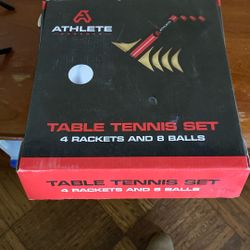 ATHLETE
TABLE TENNIS SET
4 RACKETS AND 8 BALLS
TABLE TENNIS SET
4 RACKETS AND 8 BALLS